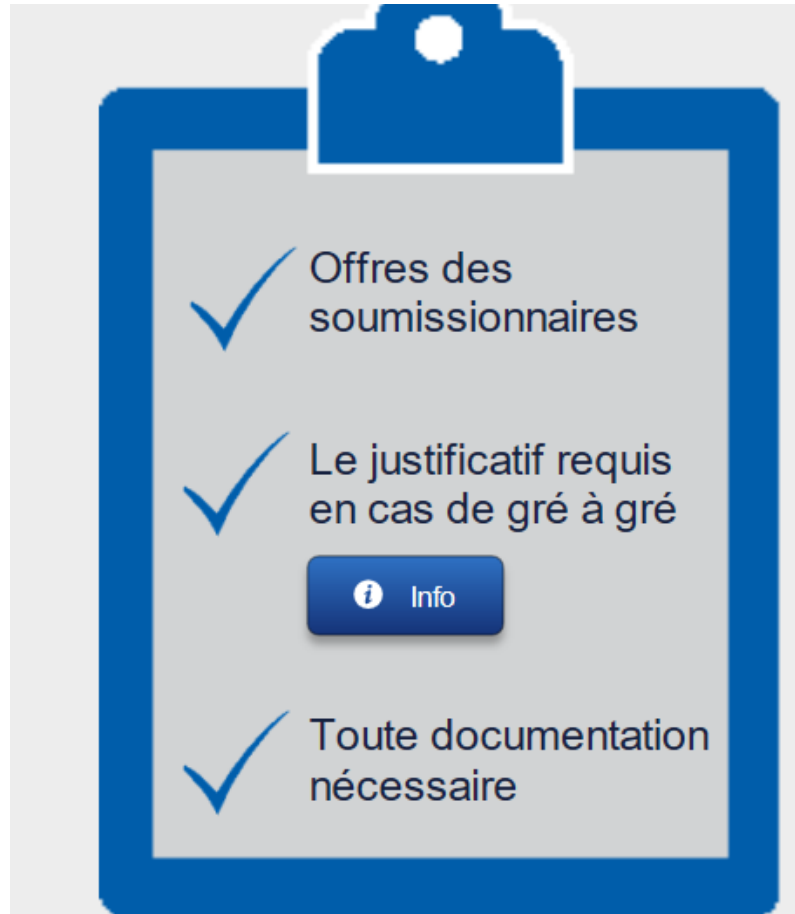 Offres des
soumissionnaires
Le justificatif requis
en cas de gré à gré
i Info
Toute documentation
nécessaire